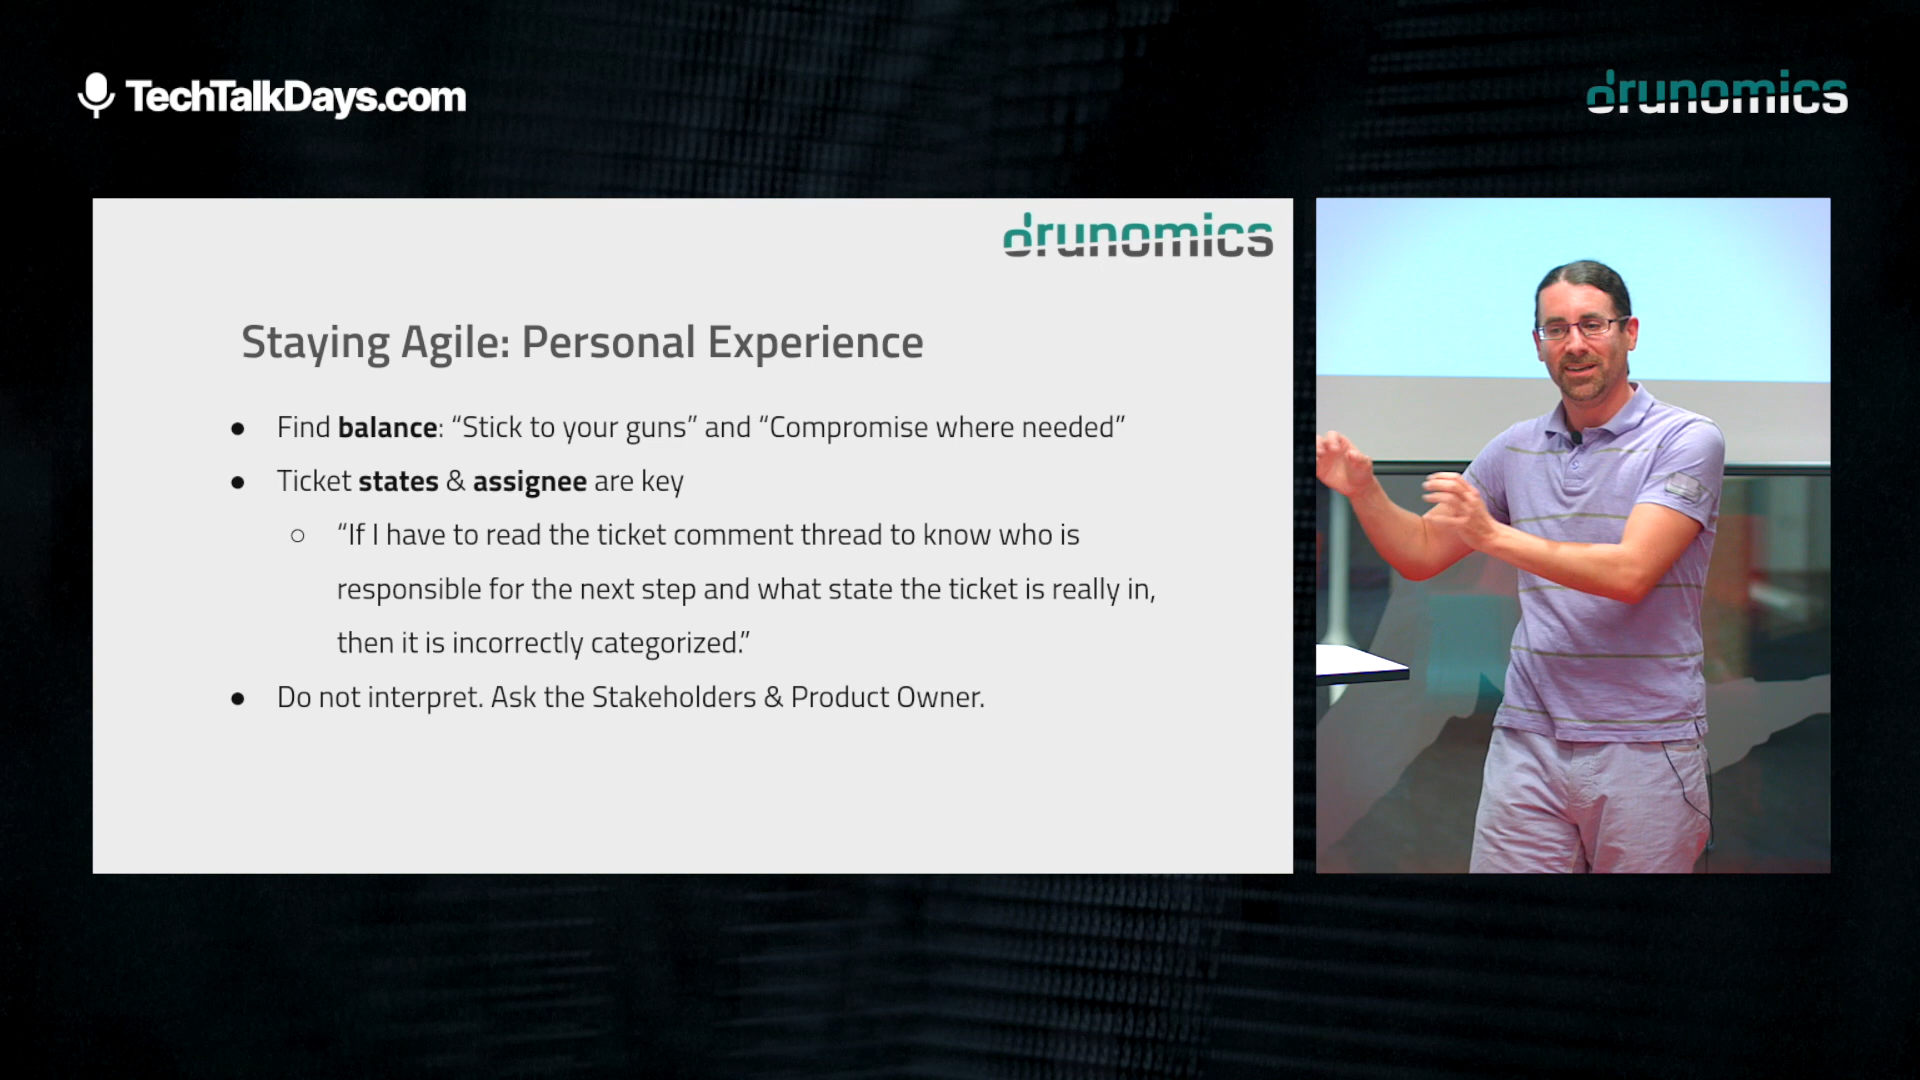 TechTalkDays.com
drunomics
drunomics
Staying Agile: Personal Experience
● Find balance: “Stick to your guns” and “Compromise where needed”
● Ticket states & assignee are key
○ “If I have to read the ticket comment thread to know who is
responsible for the next step and what state the ticket is really in,
then it is incorrectly categorized.”
● Do not interpret. Ask the Stakeholders & Product Owner.